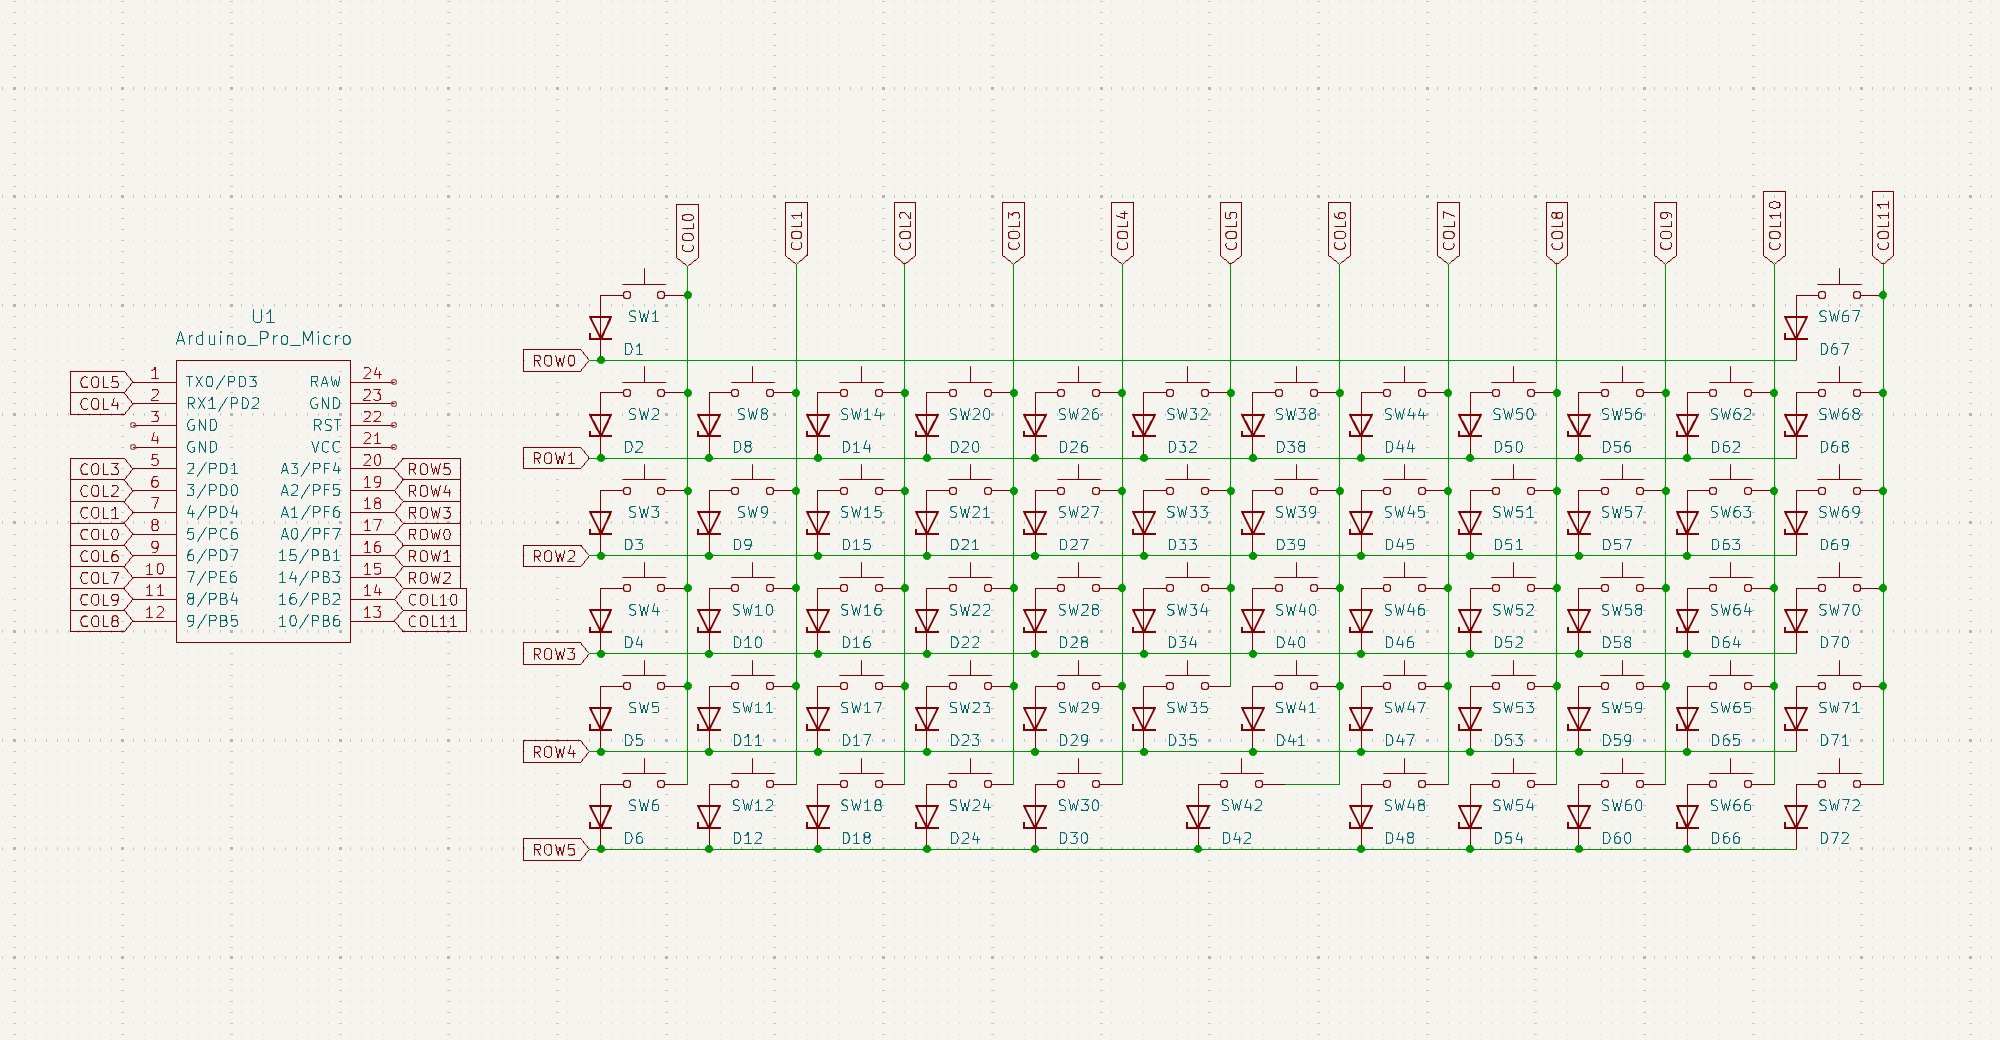 COL0 COL1 COL2 COL3 COL4 COL5 COL6 COL7 COL8 COL9 COL10 COL11
U1
Arduino_Pro_Micro
COL5 1 TX0/PD3 RAW 24
COL4 2 RX1/PD2 GND 23
3 GND RST 22
4 GND VCC 21
COL3 5 2/PD1 A3/PF4 20 ROW5
COL2 6 3/PD0 A2/PF5 19 ROW4
COL1 7 4/PD4 A1/PF6 18 ROW3
COL0 8 5/PC6 A0/PF7 17 ROW0
COL6 9 6/PD7 15/PB1 16 ROW1
COL7 10 7/PE6 14/PB3 15 ROW2
COL9 11 8/PB4 16/PB2 14 COL10
COL8 12 9/PB5 10/PB6 13 COL11
SW1 SW67
D1 D67
ROW0
SW2 SW8 SW14 SW20 SW26 SW32 SW38 SW44 SW50 SW56 SW62 SW68
D2 D8 D14 D20 D26 D32 D38 D44 D50 D56 D62 D68
ROW1
SW3 SW9 SW15 SW21 SW27 SW33 SW39 SW45 SW51 SW57 SW63 SW69
D3 D9 D15 D21 D27 D33 D39 D45 D51 D57 D63 D69
ROW2
SW4 SW10 SW16 SW22 SW28 SW34 SW40 SW46 SW52 SW58 SW64 SW70
D4 D10 D16 D22 D28 D34 D40 D46 D52 D58 D64 D70
ROW3
SW5 SW11 SW17 SW23 SW29 SW35 SW41 SW47 SW53 SW59 SW65 SW71
D5 D11 D17 D23 D29 D35 D41 D47 D53 D59 D65 D71
ROW4
SW6 SW12 SW18 SW24 SW30 SW42 SW48 SW54 SW60 SW66 SW72
D6 D12 D18 D24 D30 D42 D48 D54 D60 D66 D72
ROW5